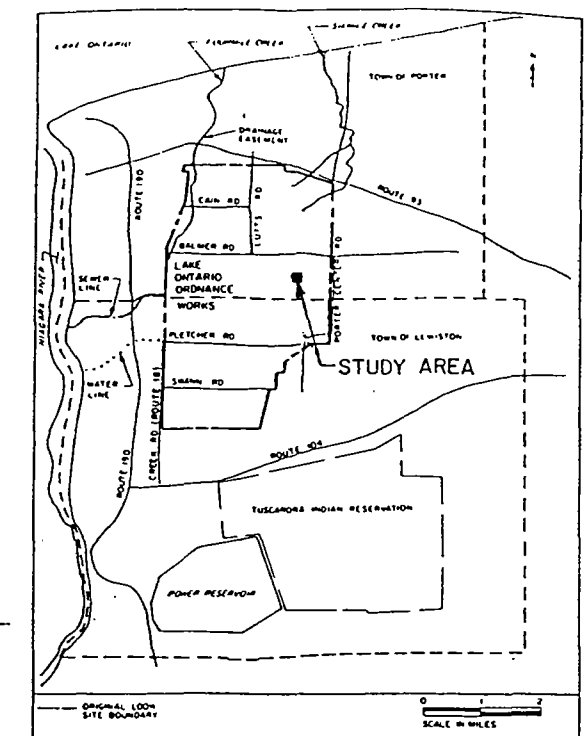 LAKE ONTARIO
FOURMILE CREEK
SIXMILE CREEK
TOWN OF PORTER
N
DRAINAGE
EASEMENT
ROUTE 93
CAIN RD
LUTTS RD
ROUTE 190
BALMER RD
LAKE
ONTARIO
ORDNANCE
WORKS
SEWER
LINE
NIAGARA RIVER
PORTER CENTER RD
PLETCHER RD
TOWN OF LEWISTON
STUDY AREA
WATER
LINE
SWANN RD
CREEK RD (ROUTE 18)
ROUTE 190
ROUTE 104
TUSCARORA INDIAN RESERVATION
POWER RESERVOIR
ORIGINAL LOOW
SITE BOUNDARY
0 1 2
SCALE IN MILES